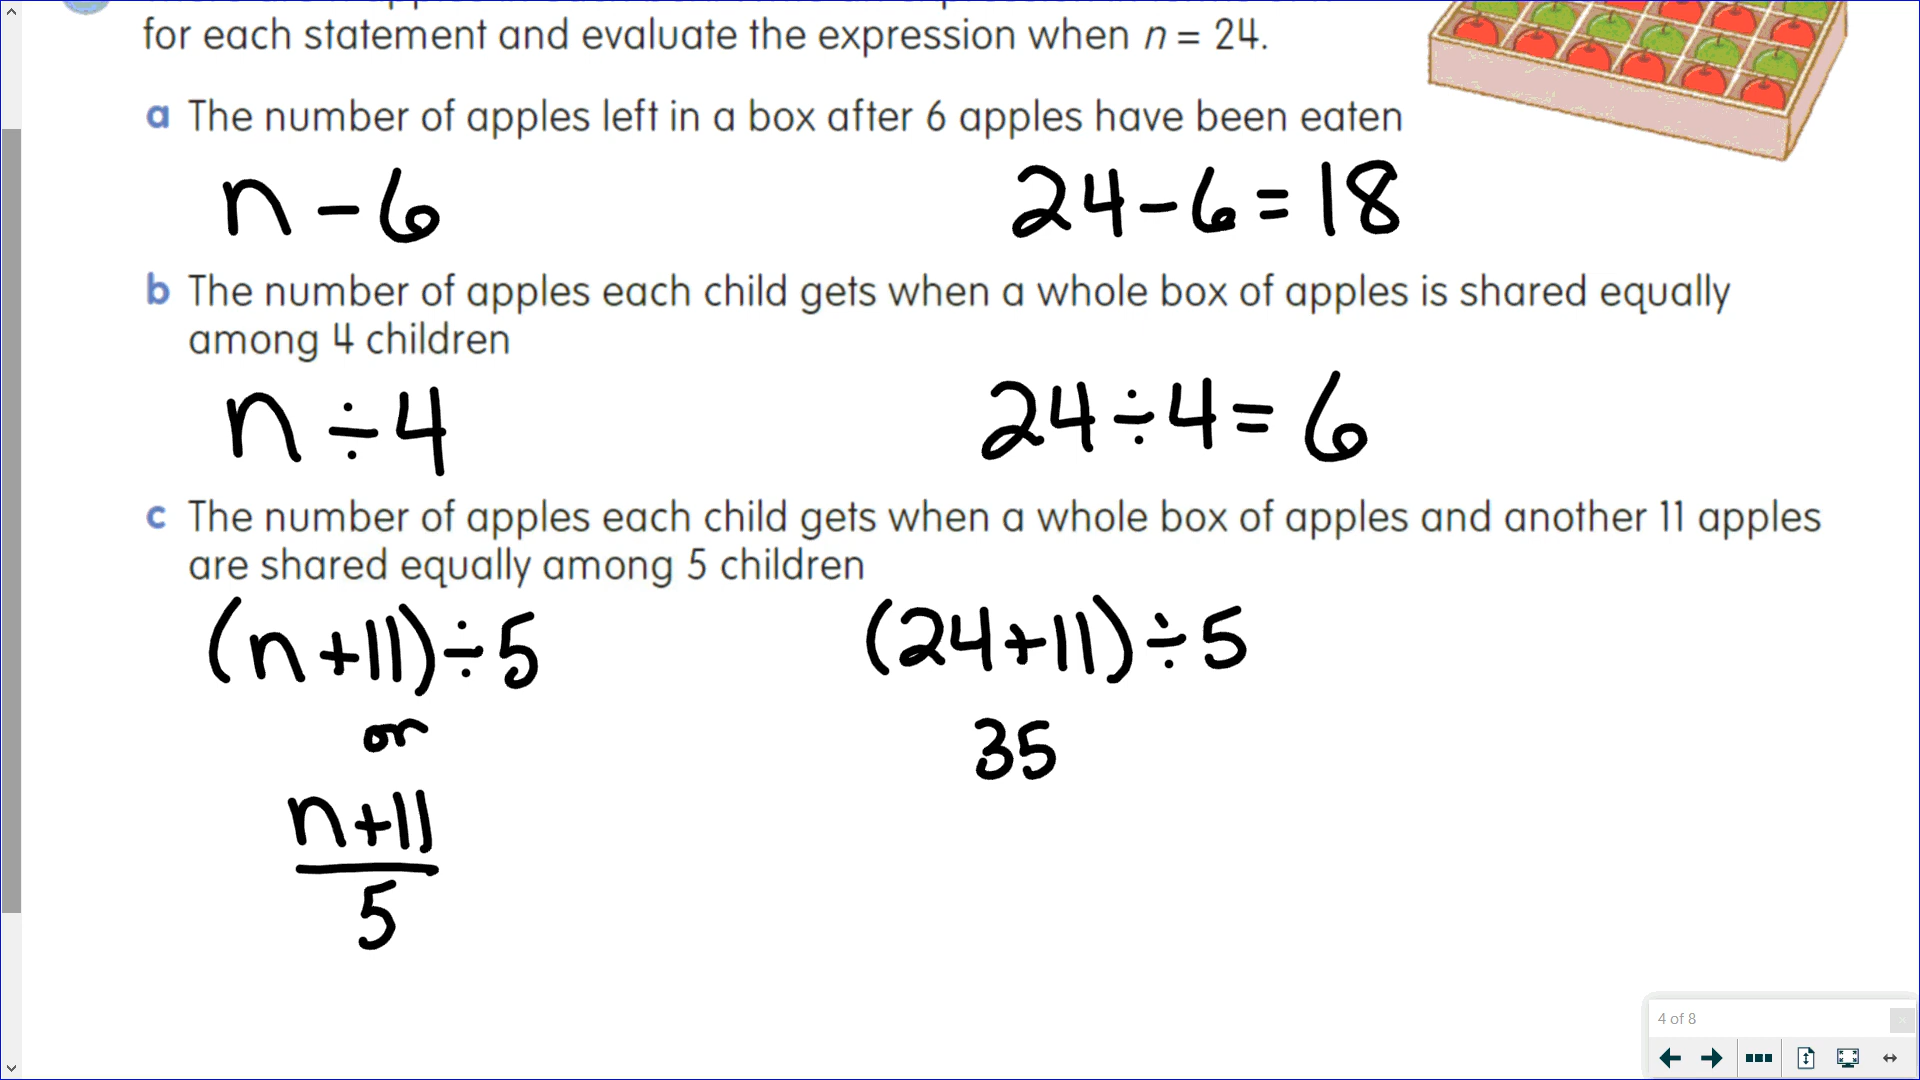 for each statement and evaluate the expression when n = 24.
a The number of apples left in a box after 6 apples have been eaten
n - 6
24 - 6 = 18
b The number of apples each child gets when a whole box of apples is shared equally
among 4 children
n ÷ 4
24 ÷ 4 = 6
c The number of apples each child gets when a whole box of apples and another 11 apples
are shared equally among 5 children
(n + 11) ÷ 5
(24 + 11) ÷ 5
or
35
n + 11
5
4 of 8